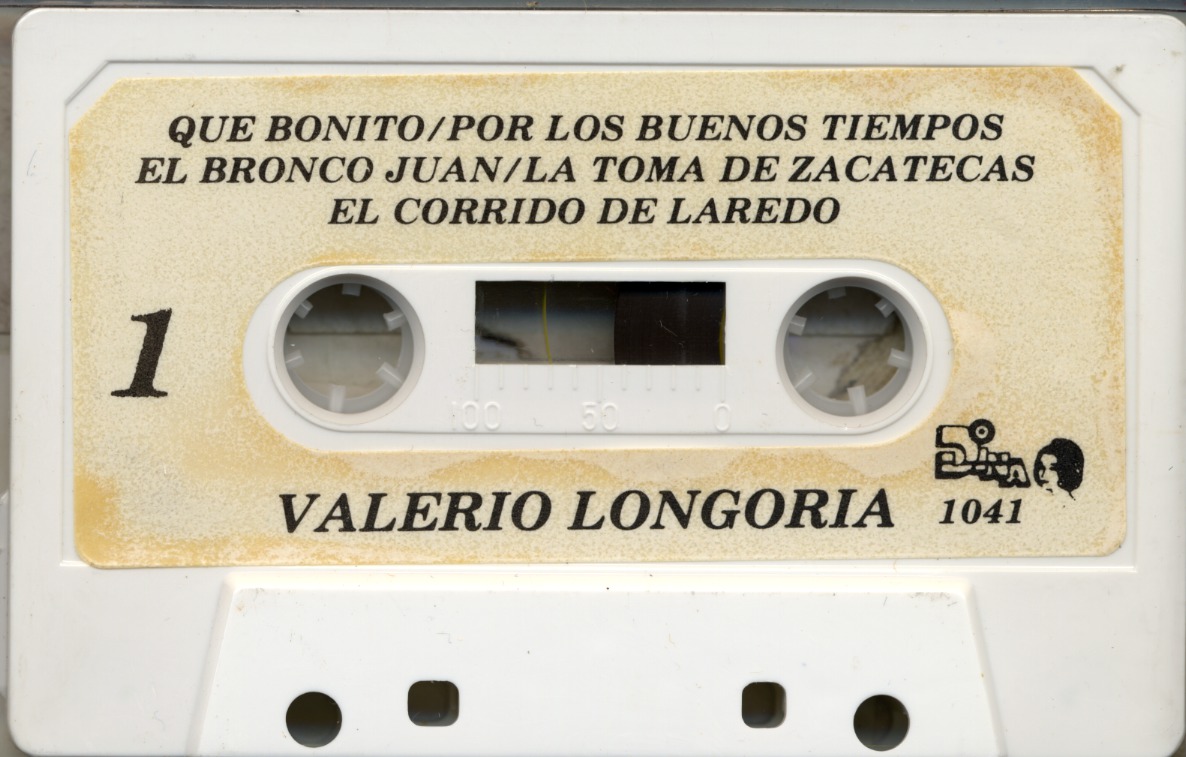 QUE BONITO/POR LOS BUENOS TIEMPOS
EL BRONCO JUAN/LA TOMA DE ZACATECAS
EL CORRIDO DE LAREDO
1
100 50 0
DINA
VALERIO LONGORIA
1041